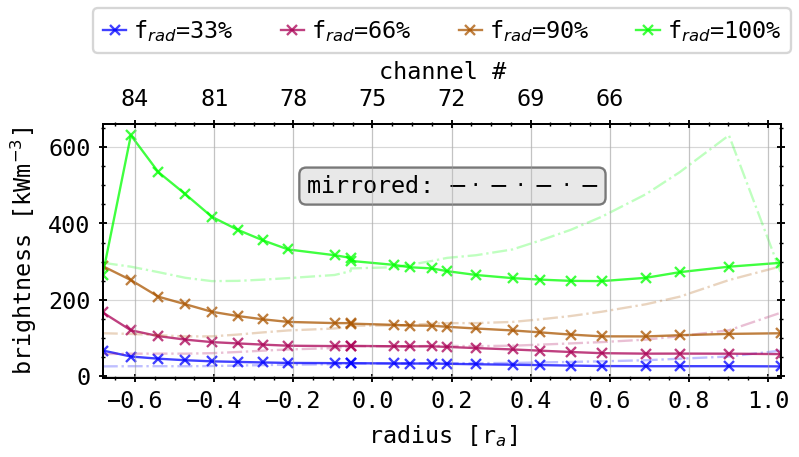 f_rad=33% f_rad=66% f_rad=90% f_rad=100%
channel #
84 81 78 75 72 69 66
mirrored: — · — · — · —
brightness [kWm⁻³]
600
400
200
0
−0.6 −0.4 −0.2 0.0 0.2 0.4 0.6 0.8 1.0
radius [r_a]